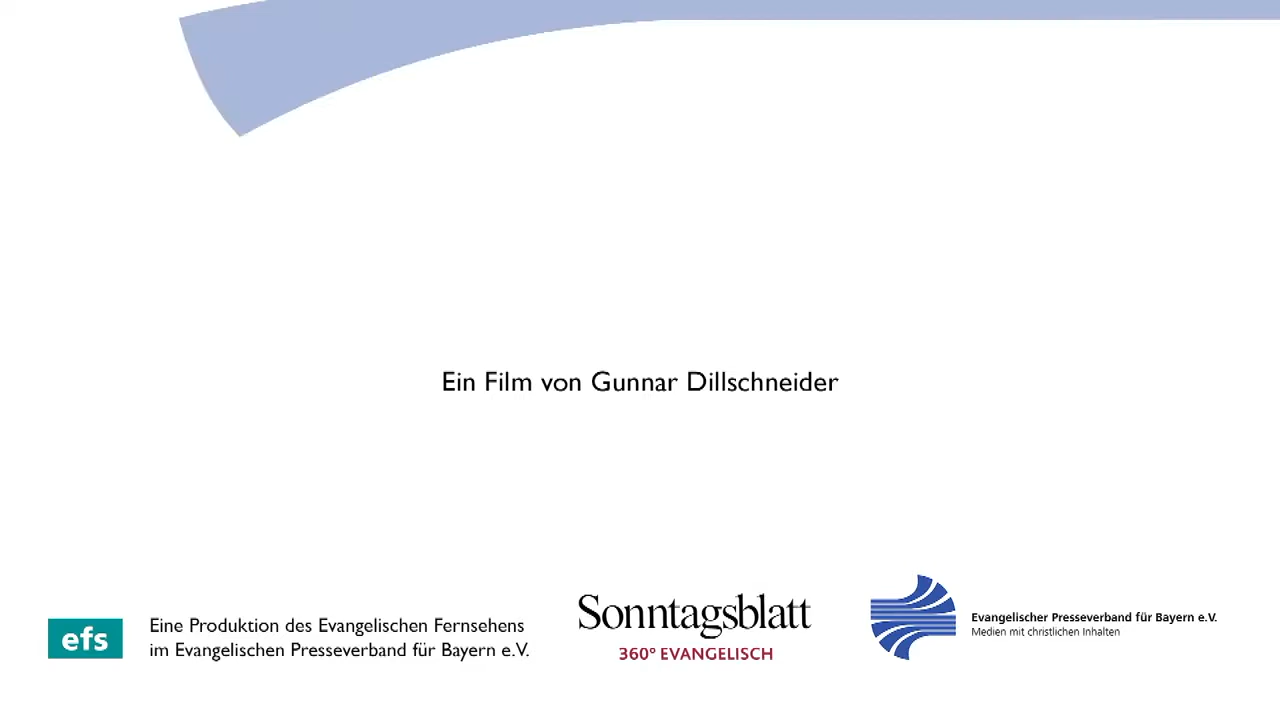 Ein Film von Gunnar Dillschneider
efs
Eine Produktion des Evangelischen Fernsehens
im Evangelischen Presseverband für Bayern e.V.
Sonntagsblatt
360° EVANGELISCH
Evangelischer Presseverband für Bayern e.V.
Medien mit christlichen Inhalten